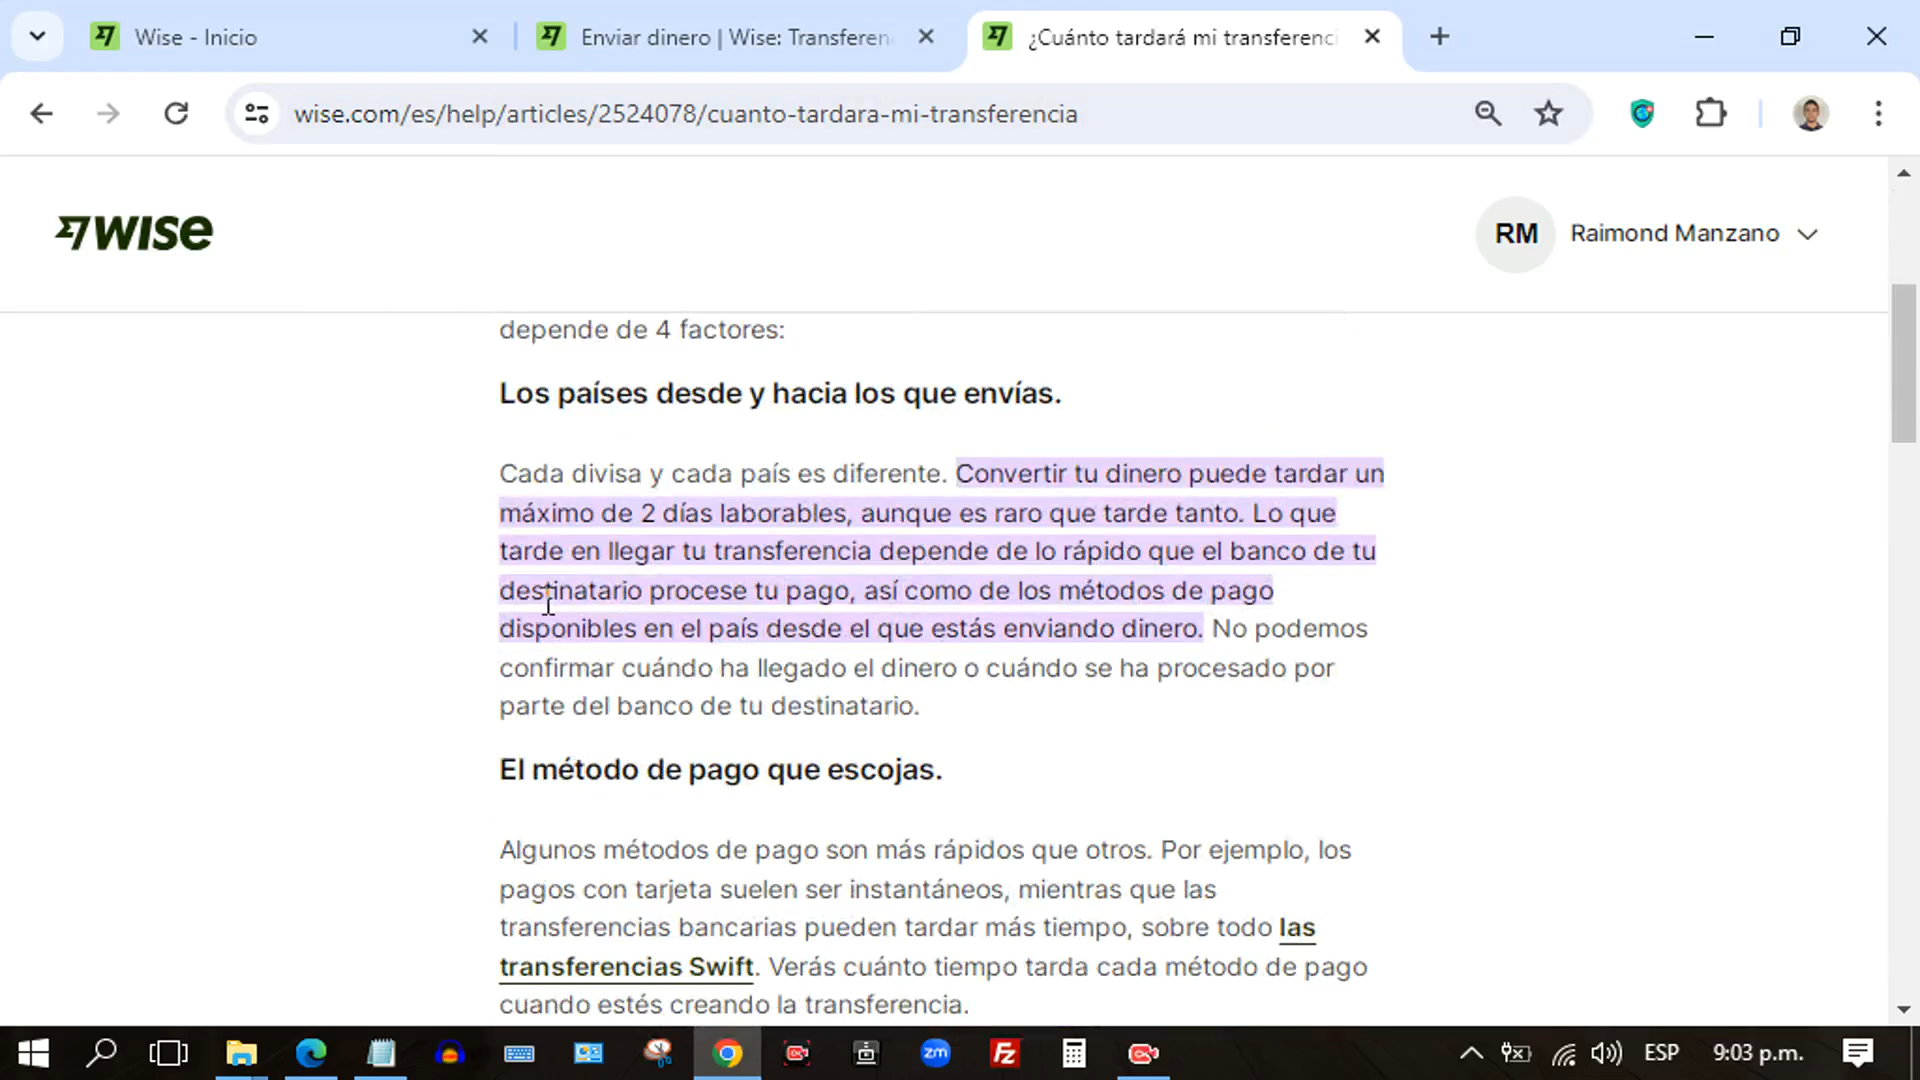 Wise - Inicio
Enviar dinero | Wise: Transferen
¿Cuánto tardará mi transferenci
wise.com/es/help/articles/2524078/cuanto-tardara-mi-transferencia
WISE
RM
Raimond Manzano
depende de 4 factores:
Los países desde y hacia los que envías.
Cada divisa y cada país es diferente. Convertir tu dinero puede tardar un
máximo de 2 días laborables, aunque es raro que tarde tanto. Lo que
tarde en llegar tu transferencia depende de lo rápido que el banco de tu
destinatario procese tu pago, así como de los métodos de pago
disponibles en el país desde el que estás enviando dinero. No podemos
confirmar cuándo ha llegado el dinero o cuándo se ha procesado por
parte del banco de tu destinatario.
El método de pago que escojas.
Algunos métodos de pago son más rápidos que otros. Por ejemplo, los
pagos con tarjeta suelen ser instantáneos, mientras que las
transferencias bancarias pueden tardar más tiempo, sobre todo las
transferencias Swift. Verás cuánto tiempo tarda cada método de pago
cuando estés creando la transferencia.
zm
Fz
ESP
9:03 p.m.